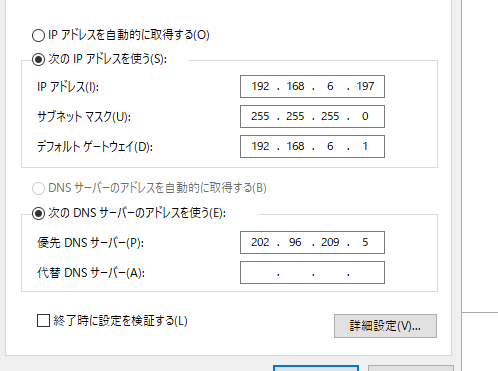 IP アドレスを自動的に取得する(O)
次の IP アドレスを使う(S):
IP アドレス(I): 192 . 168 . 6 . 197
サブネット マスク(U): 255 . 255 . 255 . 0
デフォルト ゲートウェイ(D): 192 . 168 . 6 . 1
DNS サーバーのアドレスを自動的に取得する(B)
次の DNS サーバーのアドレスを使う(E):
優先 DNS サーバー(P): 202 . 96 . 209 . 5
代替 DNS サーバー(A): . . .
終了時に設定を検証する(L)
詳細設定(V)...